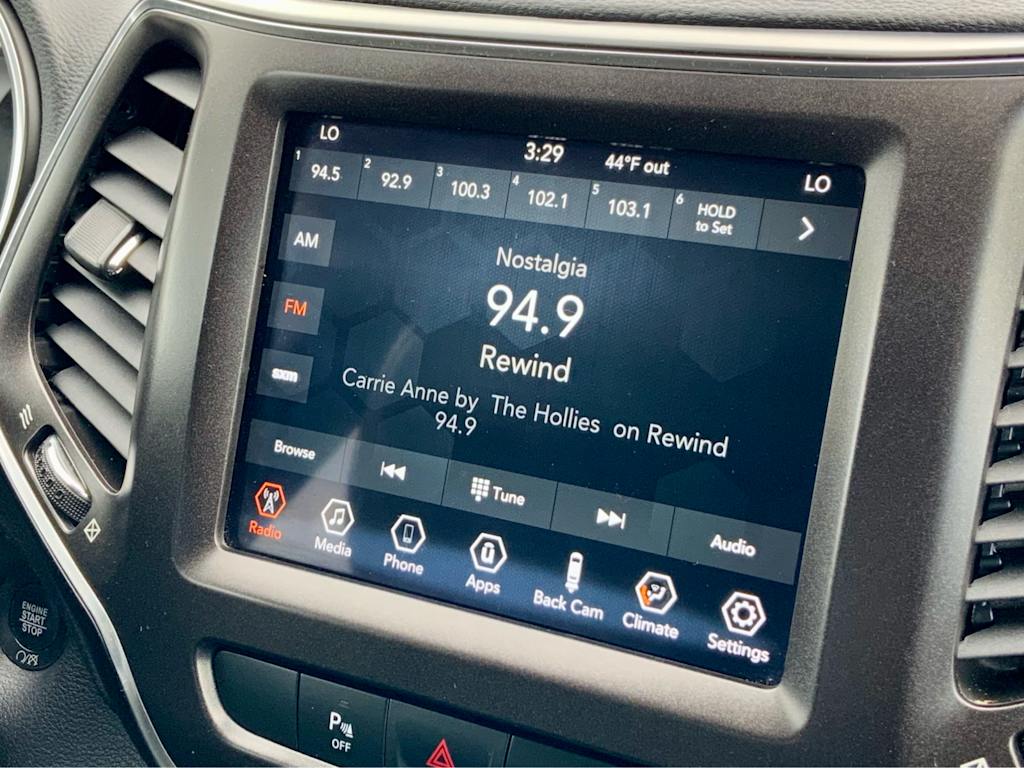 LO
3:29
44°F out
LO
1 94.5
2 92.9
3 100.3
4 102.1
5 103.1
6 HOLD
to Set
AM
FM
sxm
Nostalgia
94.9
Rewind
Carrie Anne by The Hollies on Rewind
94.9
Browse
Tune
Audio
Radio
Media
Phone
Apps
Back Cam
Climate
Settings
ENGINE
START
STOP
P
OFF